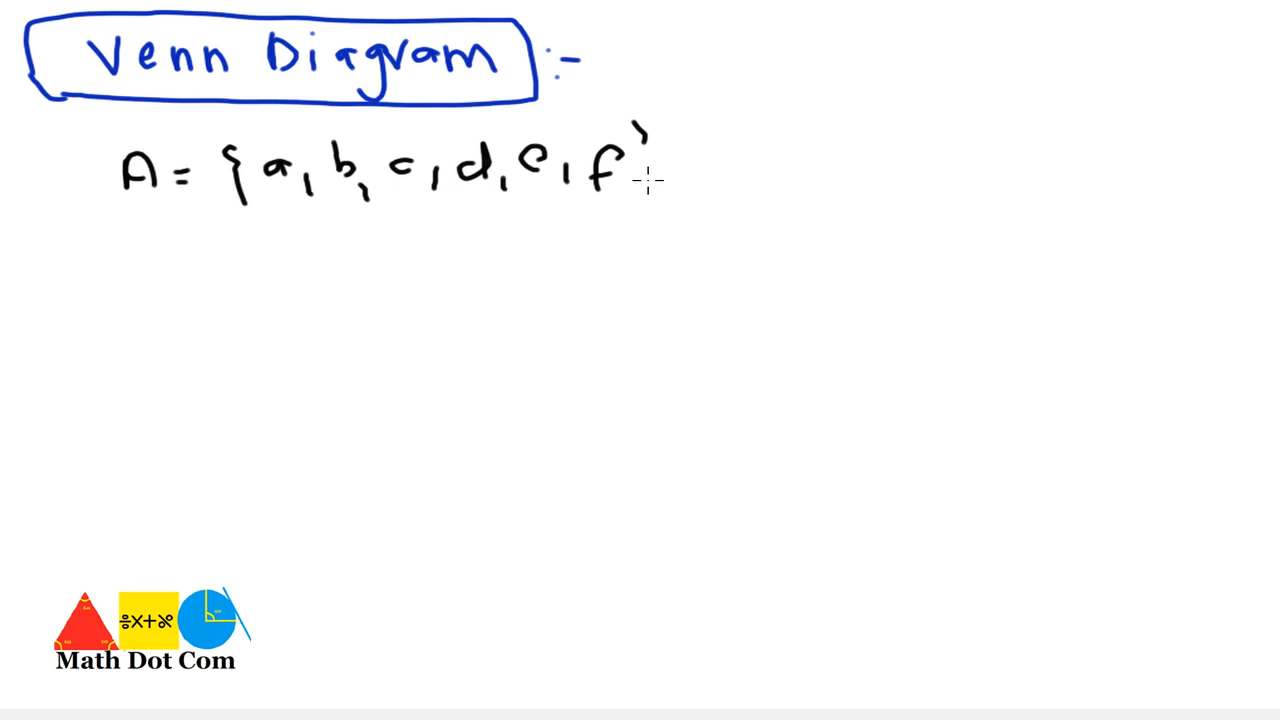 Venn Diagram :-
A = { a, b, c, d, e, f
÷×+%
Math Dot Com